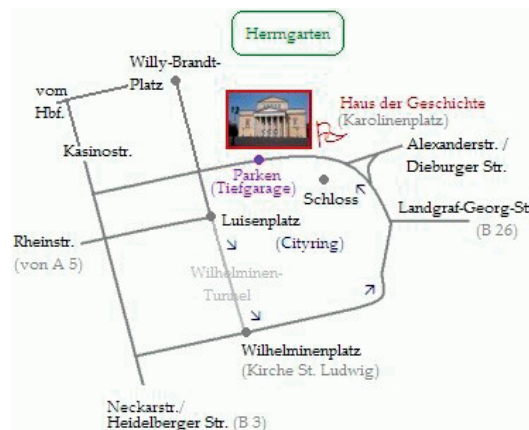 Herrngarten
Willy-Brandt-
Platz
vom
Hbf.
Haus der Geschichte
(Karolinenplatz)
Kasinostr.
Alexanderstr. /
Dieburger Str.
Parken
(Tiefgarage)
Schloss
Landgraf-Georg-St
(B 26)
Luisenplatz
Rheinstr.
(von A 5)
(Cityring)
Wilhelminen-
Tunnel
Wilhelminenplatz
(Kirche St. Ludwig)
Neckarstr./
Heidelberger Str. (B 3)